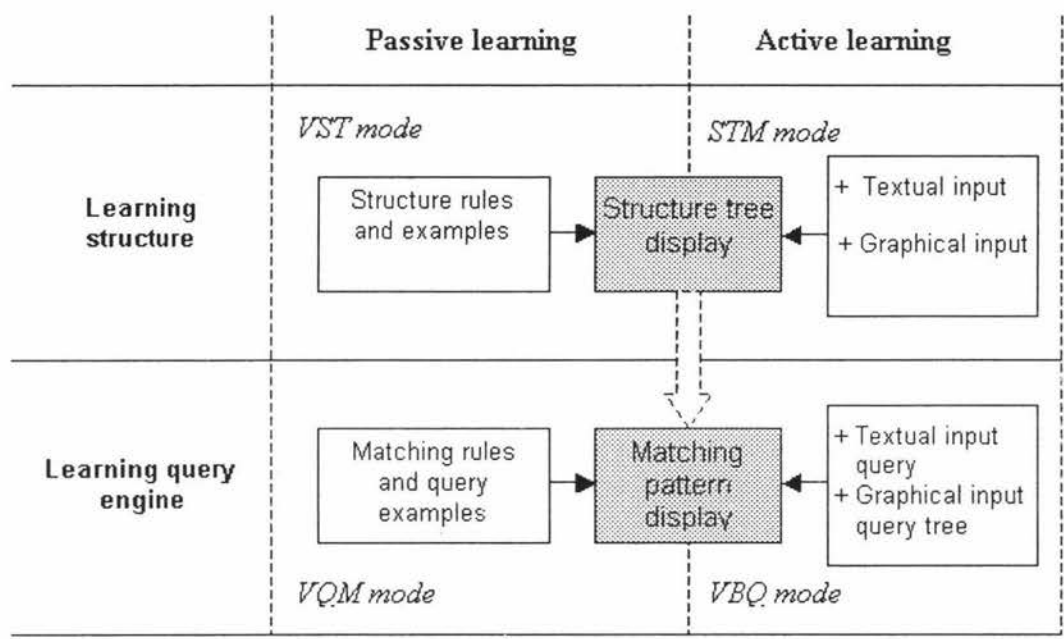 Passive learning
Active learning
VST mode
STM mode
Learning
structure
Structure rules
and examples
Structure tree
display
+ Textual input
+ Graphical input
Learning query
engine
Matching rules
and query
examples
Matching
pattern
display
+ Textual input
query
+ Graphical input
query tree
VQM mode
VBQ mode